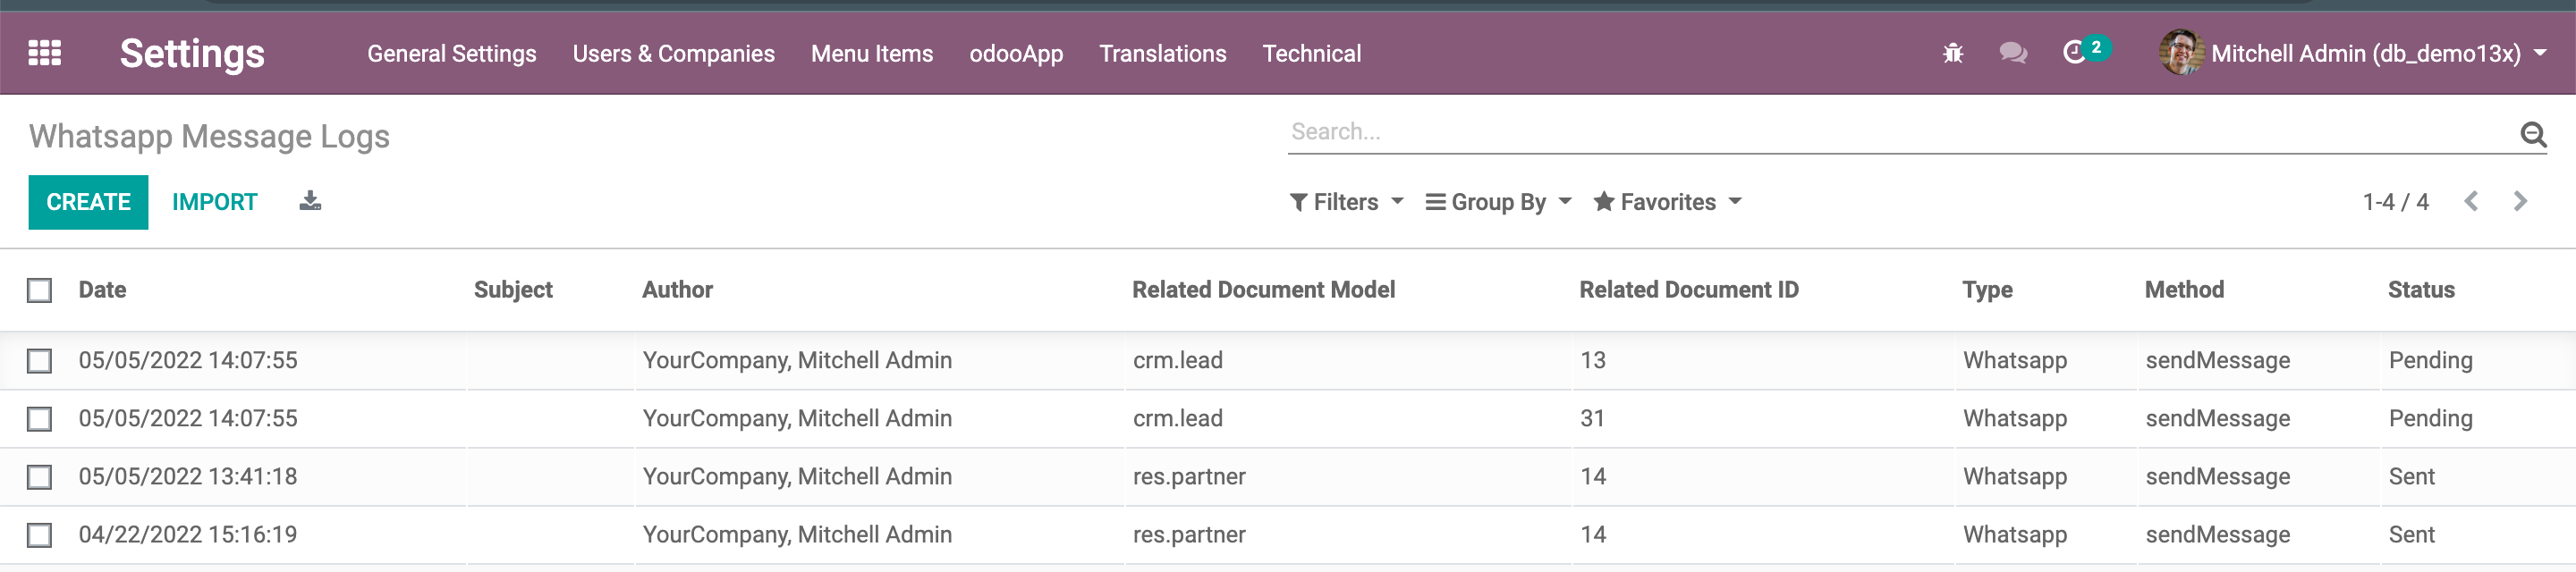 Settings General Settings Users & Companies Menu Items odooApp Translations Technical 2 Mitchell Admin (db_demo13x)
Whatsapp Message Logs Search...
CREATE IMPORT Filters Group By Favorites 1-4 / 4
Date Subject Author Related Document Model Related Document ID Type Method Status
05/05/2022 14:07:55 YourCompany, Mitchell Admin crm.lead 13 Whatsapp sendMessage Pending
05/05/2022 14:07:55 YourCompany, Mitchell Admin crm.lead 31 Whatsapp sendMessage Pending
05/05/2022 13:41:18 YourCompany, Mitchell Admin res.partner 14 Whatsapp sendMessage Sent
04/22/2022 15:16:19 YourCompany, Mitchell Admin res.partner 14 Whatsapp sendMessage Sent